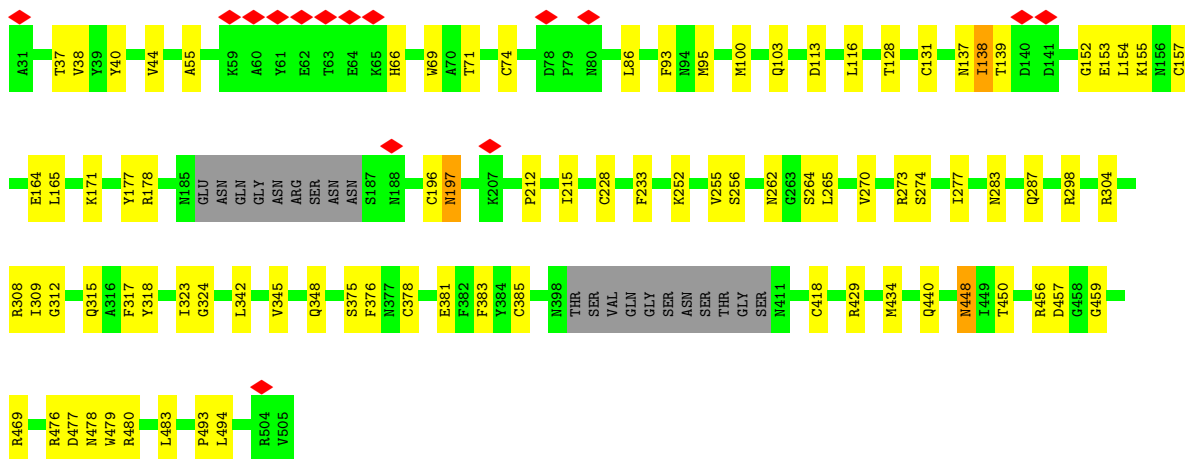 A31 T37 V38 Y39 Y40 V44 A55 K59 A60 Y61 E62 T63 E64 K65 H66 W69 A70 T71 C74 D78 P79 N80 L86 F93 N94 M95 M100 Q103 D113 L116 T128 C131 N137 I138 T139 D140 D141 G152 E153 L154 K155 N156 C157
E164 L165 K171 Y177 R178 N185 GLU ASN GLN GLY ASN ARG SER ASN ASN S187 N188 C196 N197 K207 P212 I215 C228 F233 K252 V255 S256 N262 G263 S264 L265 V270 R273 S274 I277 N283 Q287 R298 R304
R308 I309 G312 Q315 A316 F317 Y318 I323 G324 L342 V345 Q348 S375 F376 N377 C378 E381 F382 F383 Y384 C385 N398 THR SER VAL GLN GLY SER ASN SER THR GLY SER N411 C418 R429 M434 Q440 N448 I449 T450 R456 D457 G458 G459
R469 R476 D477 N478 W479 R480 L483 P493 L494 R504 V505